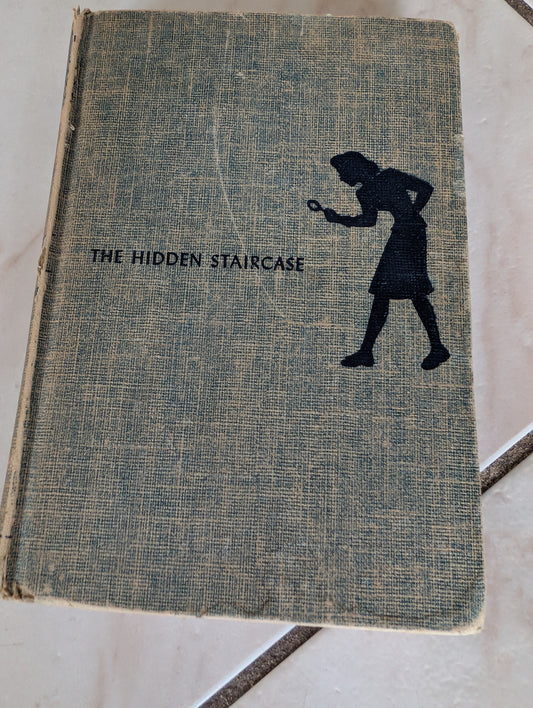 THE HIDDEN STAIRCASE